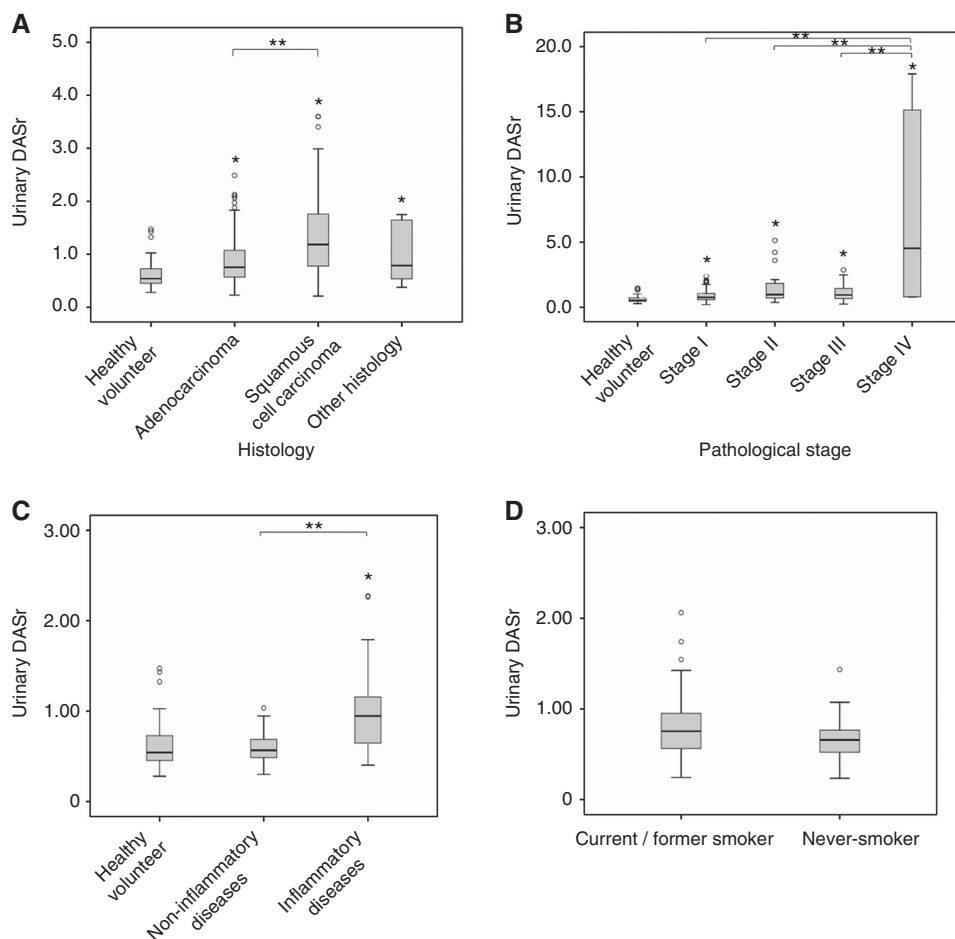 A
Urinary DASr
5.0
4.0
3.0
2.0
1.0
0.0
**
*
*
*
Healthy
volunteer
Adenocarcinoma
Squamous
cell carcinoma
Other histology
Histology
B
Urinary DASr
20.0
15.0
10.0
5.0
0.0
**
**
**
*
*
*
*
Healthy
volunteer
Stage I
Stage II
Stage III
Stage IV
Pathological stage
C
Urinary DASr
3.00
2.00
1.00
0
**
*
Healthy
volunteer
Non-inflammatory
diseases
Inflammatory
diseases
D
Urinary DASr
3.00
2.00
1.00
0
Current / former smoker
Never-smoker